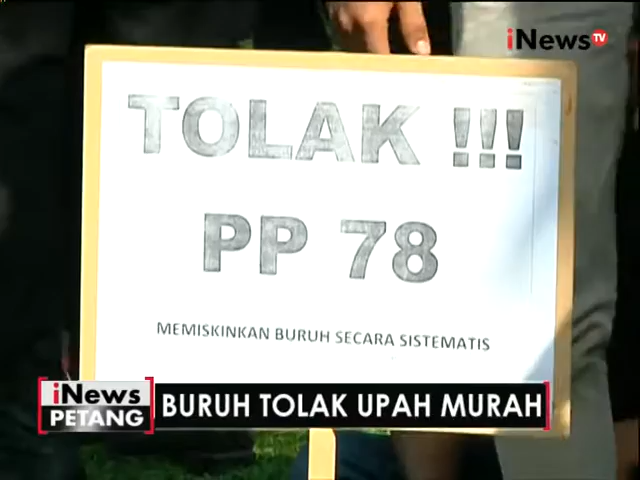 iNews TV
TOLAK !!!
PP 78
MEMISKINKAN BURUH SECARA SISTEMATIS
iNews
PETANG
BURUH TOLAK UPAH MURAH